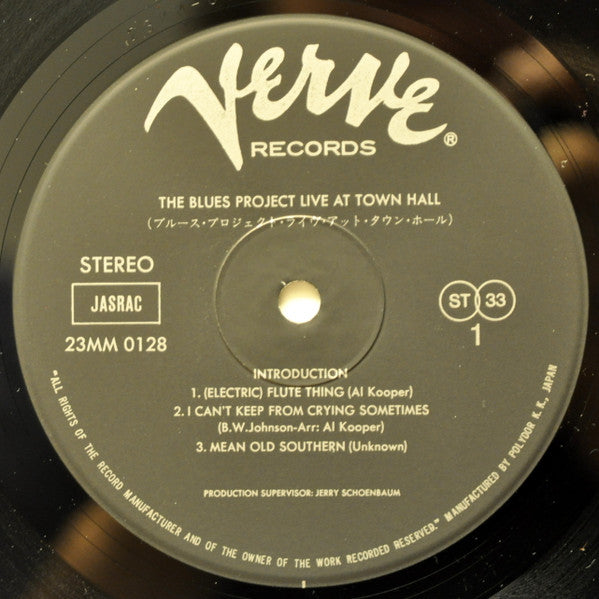 Verve®
RECORDS
THE BLUES PROJECT LIVE AT TOWN HALL
(ブルース・プロジェクト・ライヴ・アット・タウン・ホール)
STEREO
JASRAC
23MM 0128
ST 33
1
INTRODUCTION
1. (ELECTRIC) FLUTE THING (Al Kooper)
2. I CAN'T KEEP FROM CRYING SOMETIMES
(B.W.Johnson-Arr: Al Kooper)
3. MEAN OLD SOUTHERN (Unknown)
PRODUCTION SUPERVISOR: JERRY SCHOENBAUM
"ALL RIGHTS OF THE RECORD MANUFACTURER AND OF THE OWNER OF THE WORK RECORDED RESERVED." MANUFACTURED BY POLYDOR K. K., JAPAN